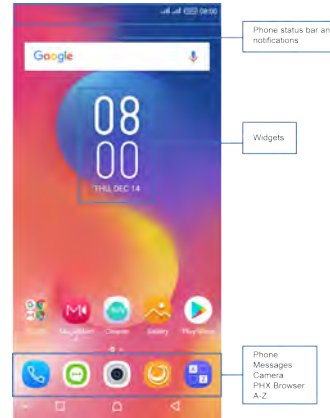 08:00
Phone status bar an
notifications
Google
08
00
THU, DEC 14
Widgets
Cleaner
Gallery
Play Store
Phone
Messages
Camera
PHX Browser
A-Z
A
Z